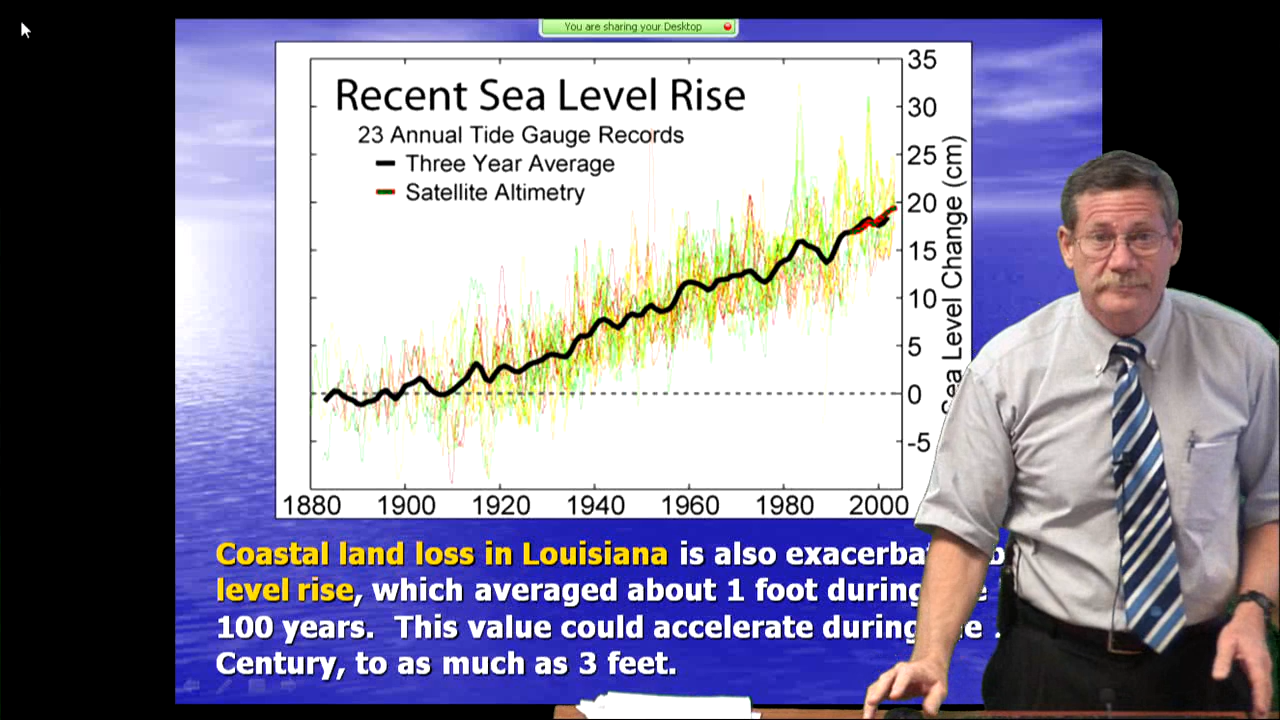 You are sharing your Desktop
Recent Sea Level Rise
23 Annual Tide Gauge Records
Three Year Average
Satellite Altimetry
35
30
25
20
15
10
5
0
-5
Sea Level Change (cm)
1880 1900 1920 1940 1960 1980 2000
Coastal land loss in Louisiana is also
level rise, which averaged about 1 foot
100 years. This value could accelerate
Century, to as much as 3 feet.